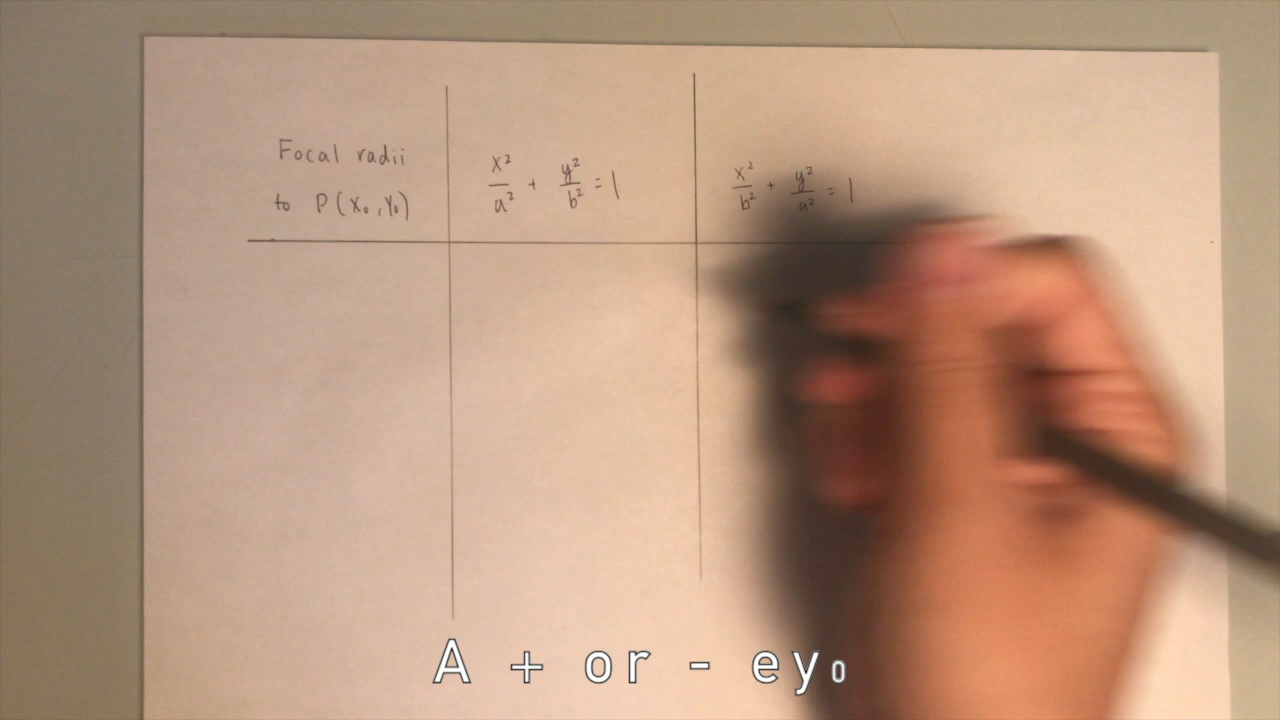 Focal radii
to P(x₀,y₀)
x²/a² + y²/b² = 1
x²/b² + y²/a² = 1
A + or - ey₀